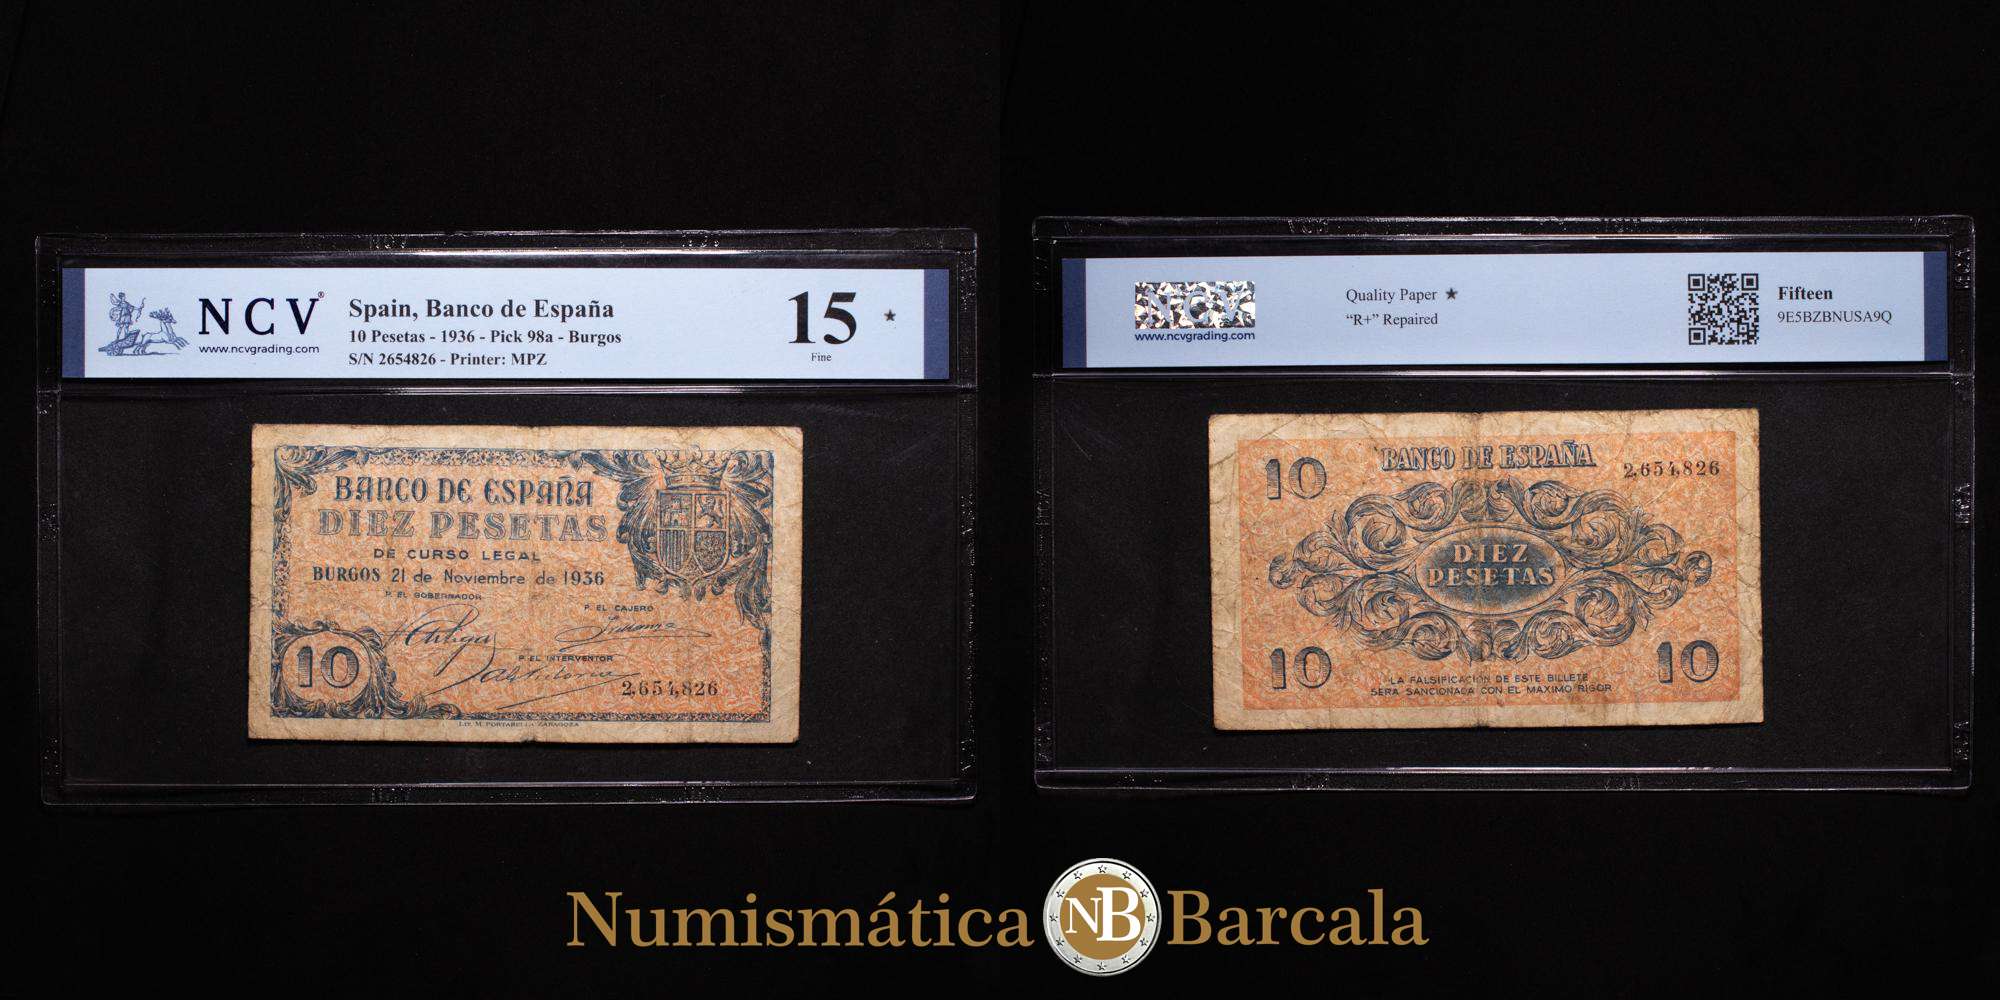 NCV®
www.ncvgrading.com
Spain, Banco de España
10 Pesetas - 1936 - Pick 98a - Burgos
S/N 2654826 - Printer: MPZ
15 ★
Fine
BANCO DE ESPAÑA
DIEZ PESETAS
DE CURSO LEGAL
BURGOS 21 de Noviembre de 1936
P. EL GOBERNADOR
P. EL CAJERO
P. EL INTERVENTOR
10
2,654,826
LIT. M. PORTABELLA ZARAGOZA
NCV
www.ncvgrading.com
Quality Paper ★
“R+” Repaired
Fifteen
9E5BZBNUSA9Q
10
BANCO DE ESPAÑA
2,654,826
DIEZ
PESETAS
10
LA FALSIFICACION DE ESTE BILLETE
SERA SANCIONADA CON EL MAXIMO RIGOR
10
Numismática NB Barcala